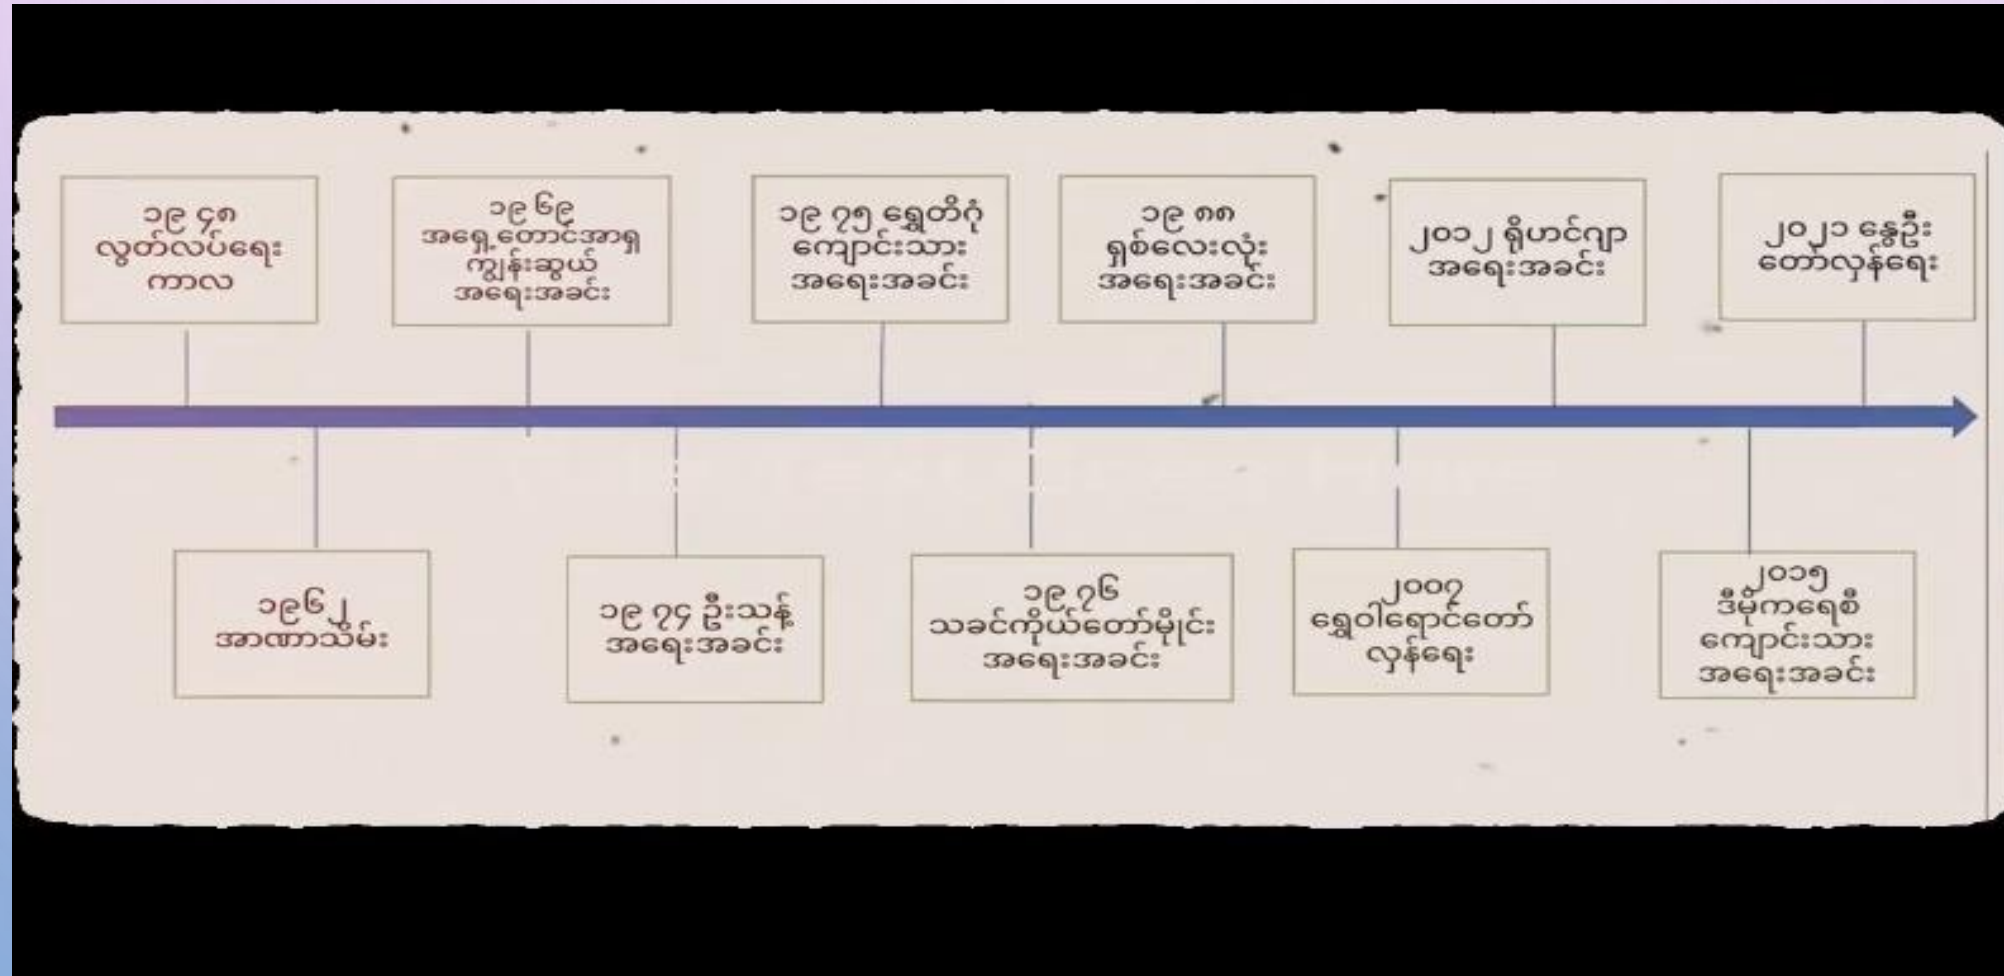 ၁၉ ၄၈
လွတ်လပ်ရေး
ကာလ
၁၉ ၆၉
အရှေ့တောင်အာရှ
ကျွန်းဆွယ်
အရေးအခင်း
၁၉ ၇၅ ရွှေတိဂုံ
ကျောင်းသား
အရေးအခင်း
၁၉ ၈၈
ရှစ်လေးလုံး
အရေးအခင်း
၂၀၁၂ ရိုဟင်ဂျာ
အရေးအခင်း
၂၀၂၁ နွေဦး
တော်လှန်ရေး
၁၉၆၂
အာဏာသိမ်း
၁၉ ၇၄ ဦးသန့်
အရေးအခင်း
၁၉ ၇၆
သခင်ကိုယ်တော်မှိုင်း
အရေးအခင်း
၂၀၀၇
ရွှေဝါရောင်တော်
လှန်ရေး
၂၀၁၅
ဒီမိုကရေစီ
ကျောင်းသား
အရေးအခင်း